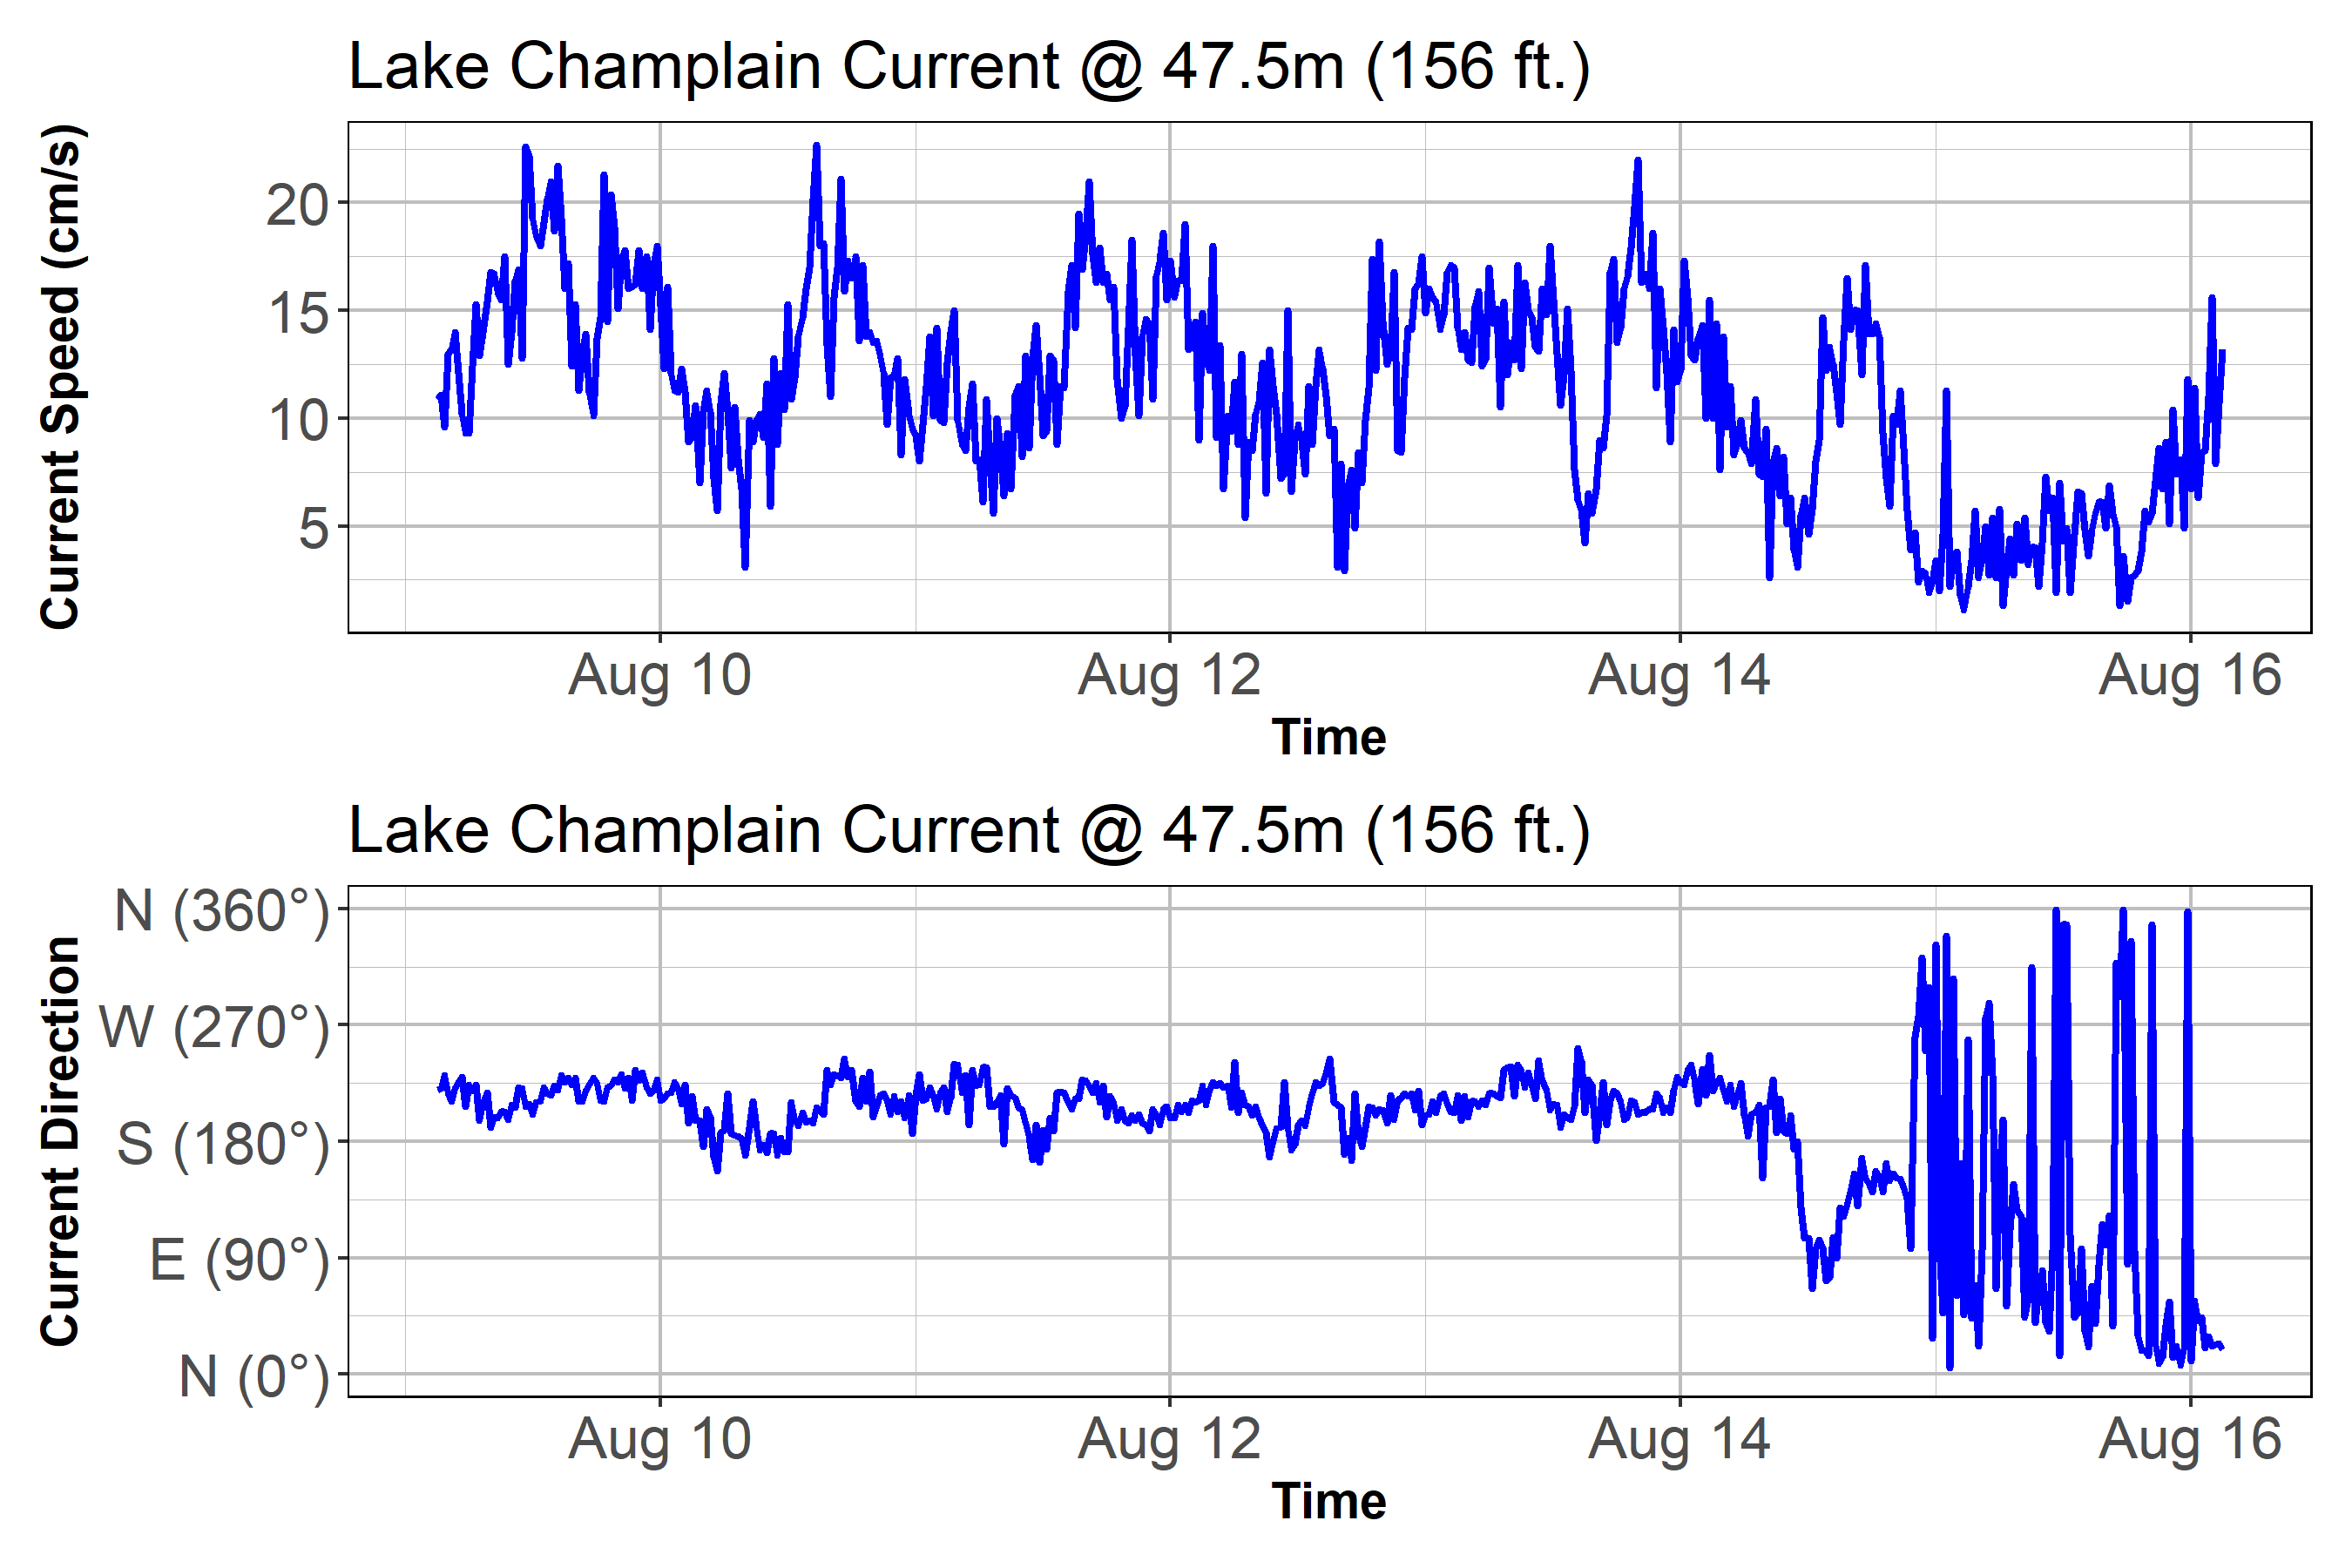 Lake Champlain Current @ 47.5m (156 ft.)
Current Speed (cm/s)
20
15
10
5
Aug 10 Aug 12 Aug 14 Aug 16
Time
Lake Champlain Current @ 47.5m (156 ft.)
Current Direction
N (360°)
W (270°)
S (180°)
E (90°)
N (0°)
Aug 10 Aug 12 Aug 14 Aug 16
Time